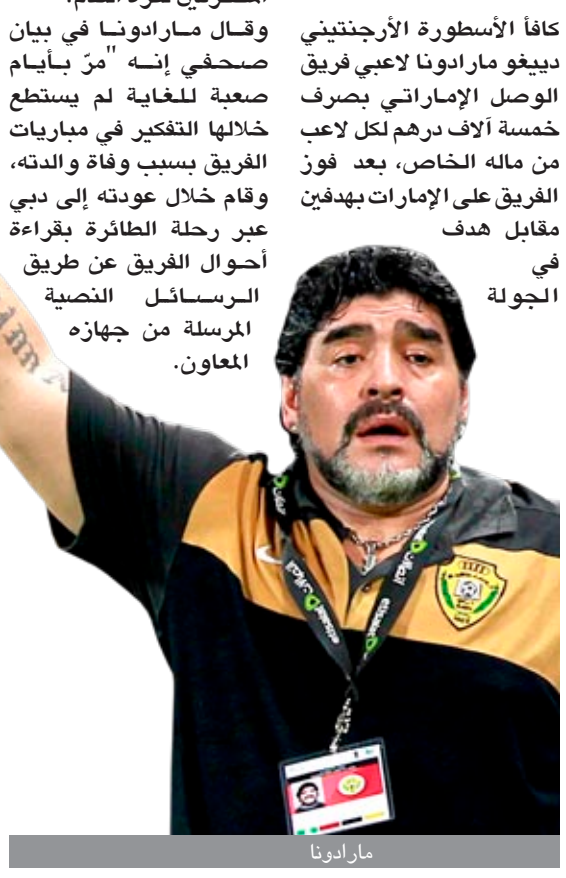 كافأ الأسطورة الأرجنتيني
دييغو مارادونا لاعبي فريق
الوصل الإماراتي بصرف
خمسة آلاف درهم لكل لاعب
من ماله الخاص، بعد فوز
الفريق على الإمارات بهدفين
مقابل هدف
في
الجولة
وقال مارادونا في بيان
صحفي إنه "مرّ بأيام
صعبة للغاية لم يستطع
خلالها التفكير في مباريات
الفريق بسبب وفاة والدته،
وقام خلال عودته إلى دبي
عبر رحلة الطائرة بقراءة
أحوال الفريق عن طريق
الرسائل النصية
المرسلة من جهازه
المعاون.
etisalat
مارادونا